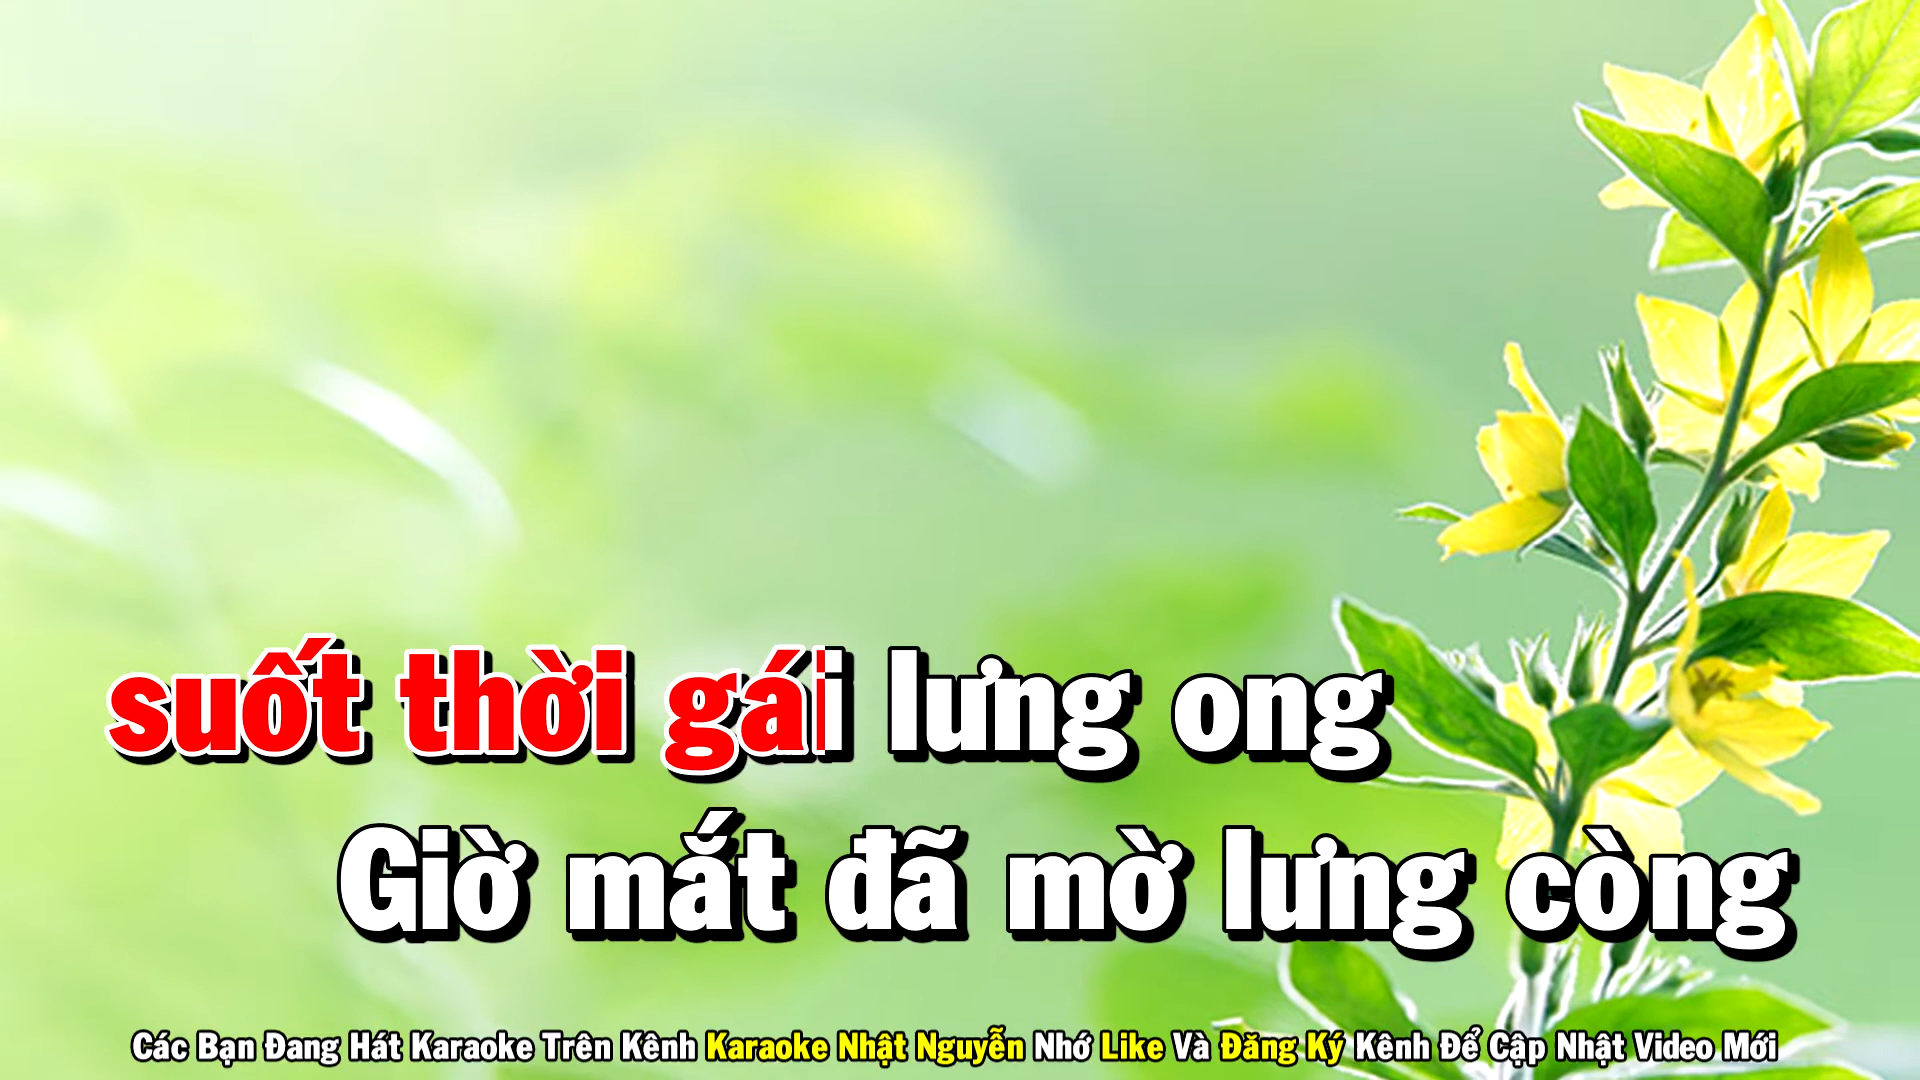 suốt thời gái lưng ong
Giờ mắt đã mờ lưng còng
Các Bạn Đang Hát Karaoke Trên Kênh Karaoke Nhật Nguyễn Nhớ Like Và Đăng Ký Kênh Để Cập Nhật Video Mới